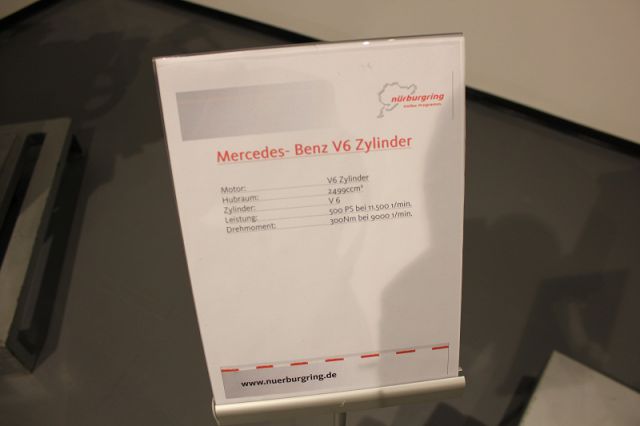 nürburgring
Mercedes- Benz V6 Zylinder
Motor: V6 Zylinder
Hubraum: 2499ccm³
Zylinder: V 6
Leistung: 500 PS bei 11.500 1/min.
Drehmoment: 300Nm bei 9000 1/min.
www.nuerburgring.de